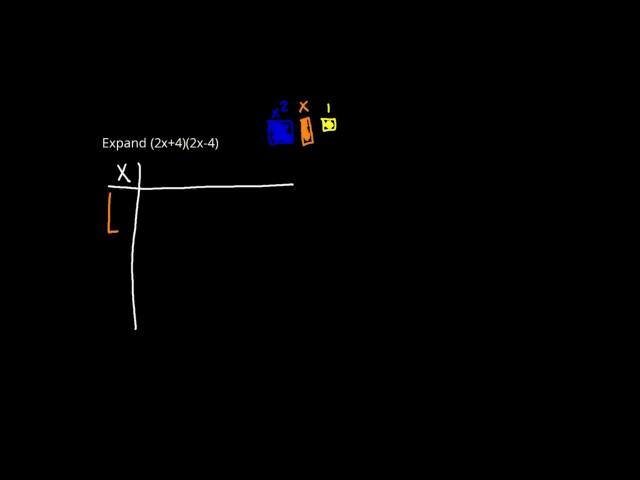 x² x 1
Expand (2x+4)(2x-4)
X